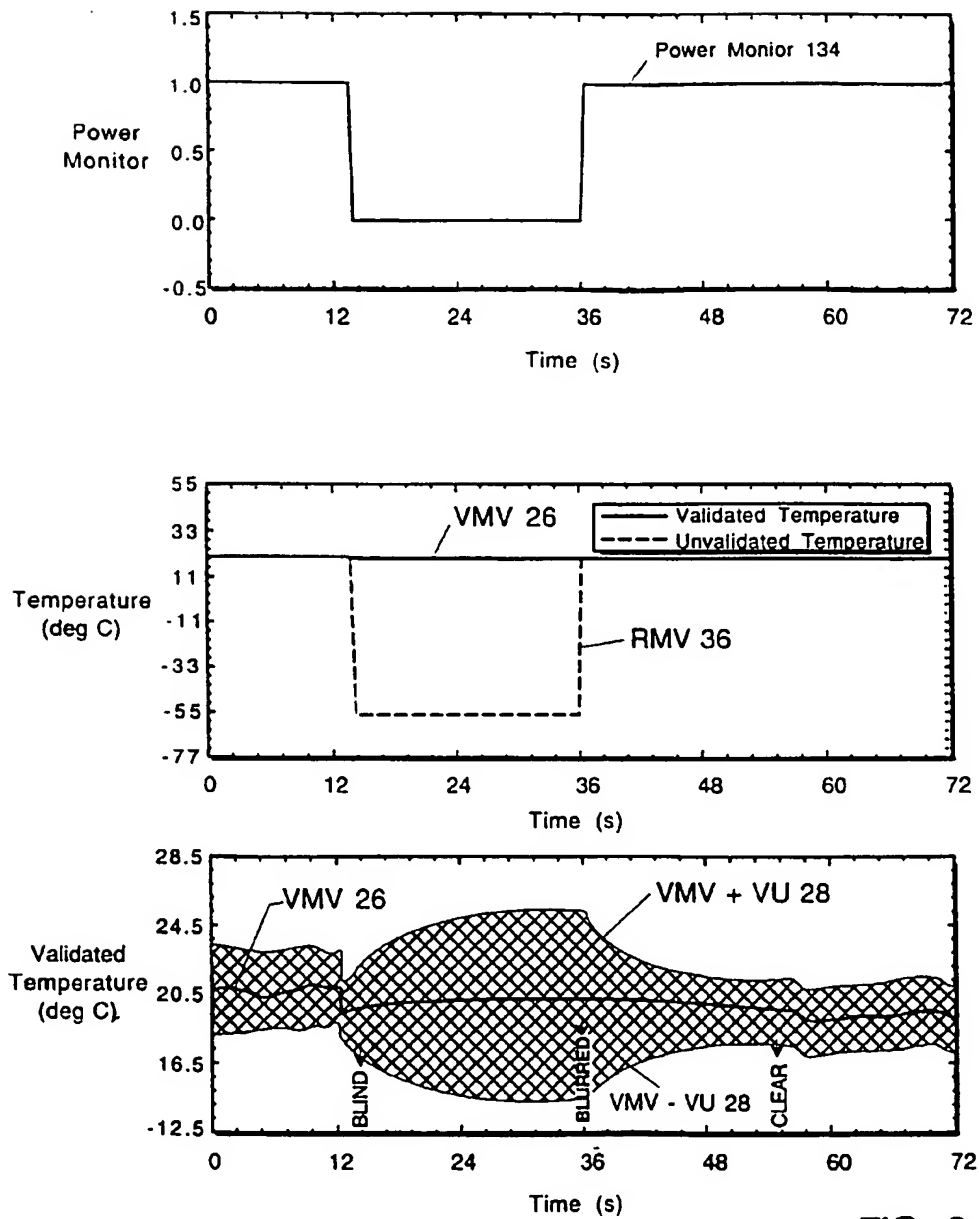 1.5
Power Monior 134
1.0
Power
Monitor
0.5
0.0
-0.5
0 12 24 36 48 60 72
Time (s)
55
VMV 26
Validated Temperature
33
Unvalidated Temperature
11
Temperature
(deg C)
-11
RMV 36
-33
-55
-77
0 12 24 36 48 60 72
Time (s)
28.5
VMV 26
VMV + VU 28
24.5
Validated
Temperature
(deg C).
20.5
16.5
BLIND
BLURRED
CLEAR
VMV - VU 28
-12.5
0 12 24 36 48 60 72
Time (s)